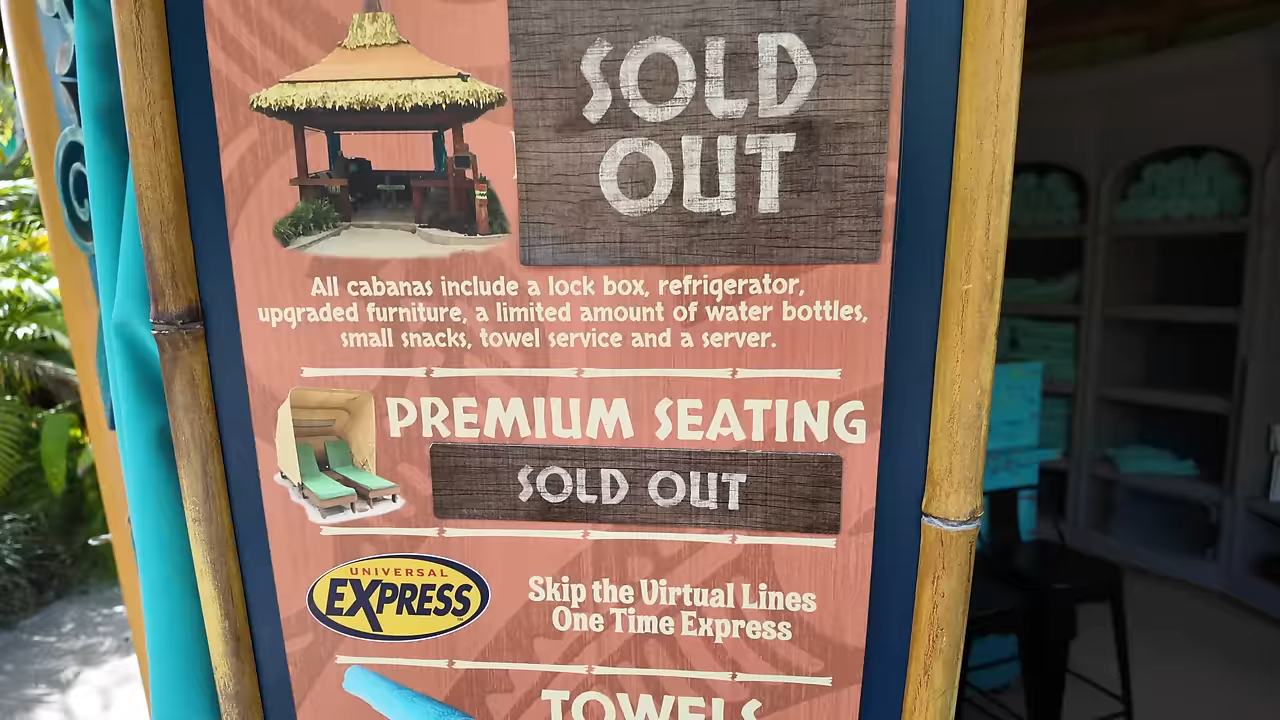 SOLD
OUT
All cabanas include a lock box, refrigerator,
upgraded furniture, a limited amount of water bottles,
small snacks, towel service and a server.
PREMIUM SEATING
SOLD OUT
UNIVERSAL
EXPRESS
Skip the Virtual Lines
One Time Express
TOWELS